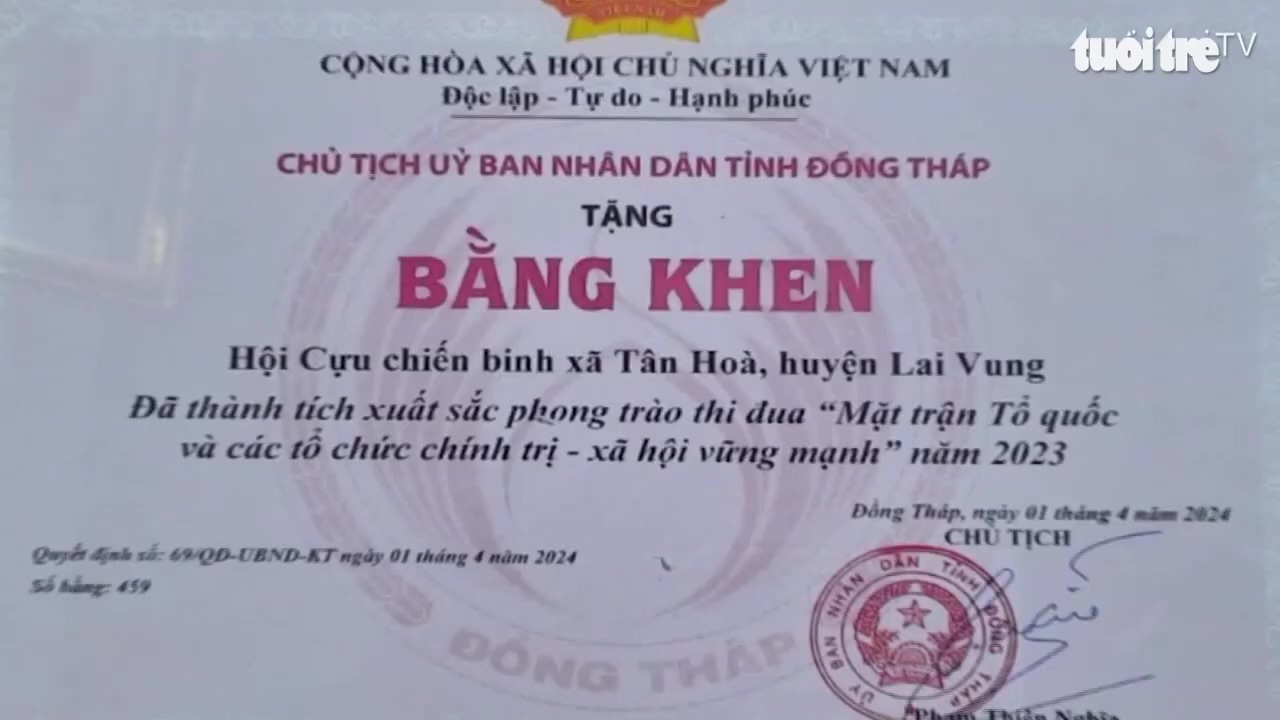 VIỆT NAM
tuổi trẻ TV
CỘNG HÒA XÃ HỘI CHỦ NGHĨA VIỆT NAM
Độc lập - Tự do - Hạnh phúc
CHỦ TỊCH UỶ BAN NHÂN DÂN TỈNH ĐỒNG THÁP
TẶNG
BẰNG KHEN
Hội Cựu chiến binh xã Tân Hoà, huyện Lai Vung
Đã thành tích xuất sắc phong trào thi đua “Mặt trận Tổ quốc
và các tổ chức chính trị - xã hội vững mạnh” năm 2023
Đồng Tháp, ngày 01 tháng 4 năm 2024
CHỦ TỊCH
Quyết định số: 69/QĐ-UBND-KT ngày 01 tháng 4 năm 2024
Số bằng: 459
ỦY BAN NHÂN DÂN TỈNH ĐỒNG THÁP
ĐỒNG THÁP
Phạm Thiện Nghĩa